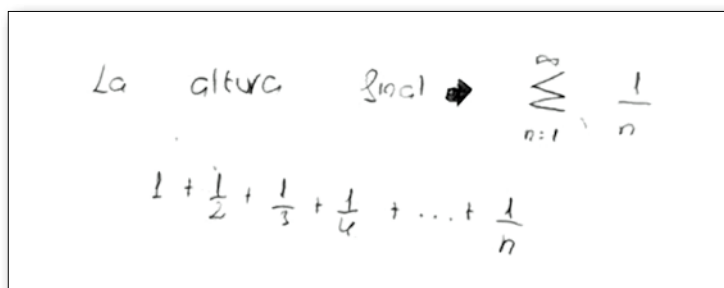 La altura final → ∞ ∑ n=1 1/n
1 + 1/2 + 1/3 + 1/4 + ... + 1/n